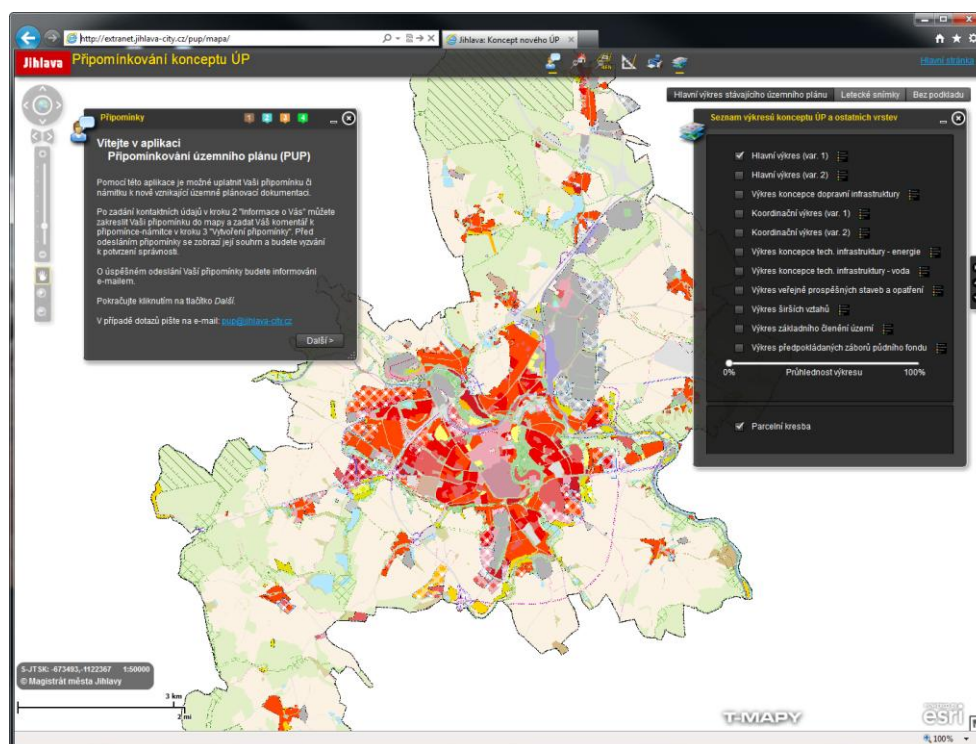 http://extranet.jihlava-city.cz/pup/mapa/
Jihlava: Koncept nového ÚP
Jihlava Připomínkování konceptu ÚP
Hlavní stránka
Hlavní výkres stávajícího územního plánu
Letecké snímky
Bez podkladu
Připomínky
1 2 3 4
Vítejte v aplikaci
Připomínkování územního plánu (PUP)
Pomocí této aplikace je možné uplatnit Vaši připomínku či
námitku k nově vznikající územně plánovací dokumentaci.
Po zadání kontaktních údajů v kroku 2 "Informace o Vás" můžete
zakreslit Vaši připomínku do mapy a zadat Váš komentář k
připomínce-námitce v kroku 3 "Vytvoření připomínky". Před
odesláním připomínky se zobrazí její souhrn a budete vyzváni
k potvrzení správnosti.
O úspěšném odeslání Vaší připomínky budete informováni
e-mailem.
Pokračujte kliknutím na tlačítko Další.
V případě dotazů pište na e-mail: pup@jihlava-city.cz
Další >
Seznam výkresů konceptu ÚP a ostatních vrstev
Hlavní výkres (var. 1)
Hlavní výkres (var. 2)
Výkres koncepce dopravní infrastruktury
Koordinační výkres (var. 1)
Koordinační výkres (var. 2)
Výkres koncepce tech. infrastruktury - energie
Výkres koncepce tech. infrastruktury - voda
Výkres veřejně prospěšných staveb a opatření
Výkres širších vztahů
Výkres základního členění území
Výkres předpokládaných záborů půdního fondu
0% Průhlednost výkresu 100%
Parcelní kresba
S-JTSK: -673493,-1122367 1:50000
© Magistrát města Jihlavy
3 km
2 mi
T-MAPY
esri
100%